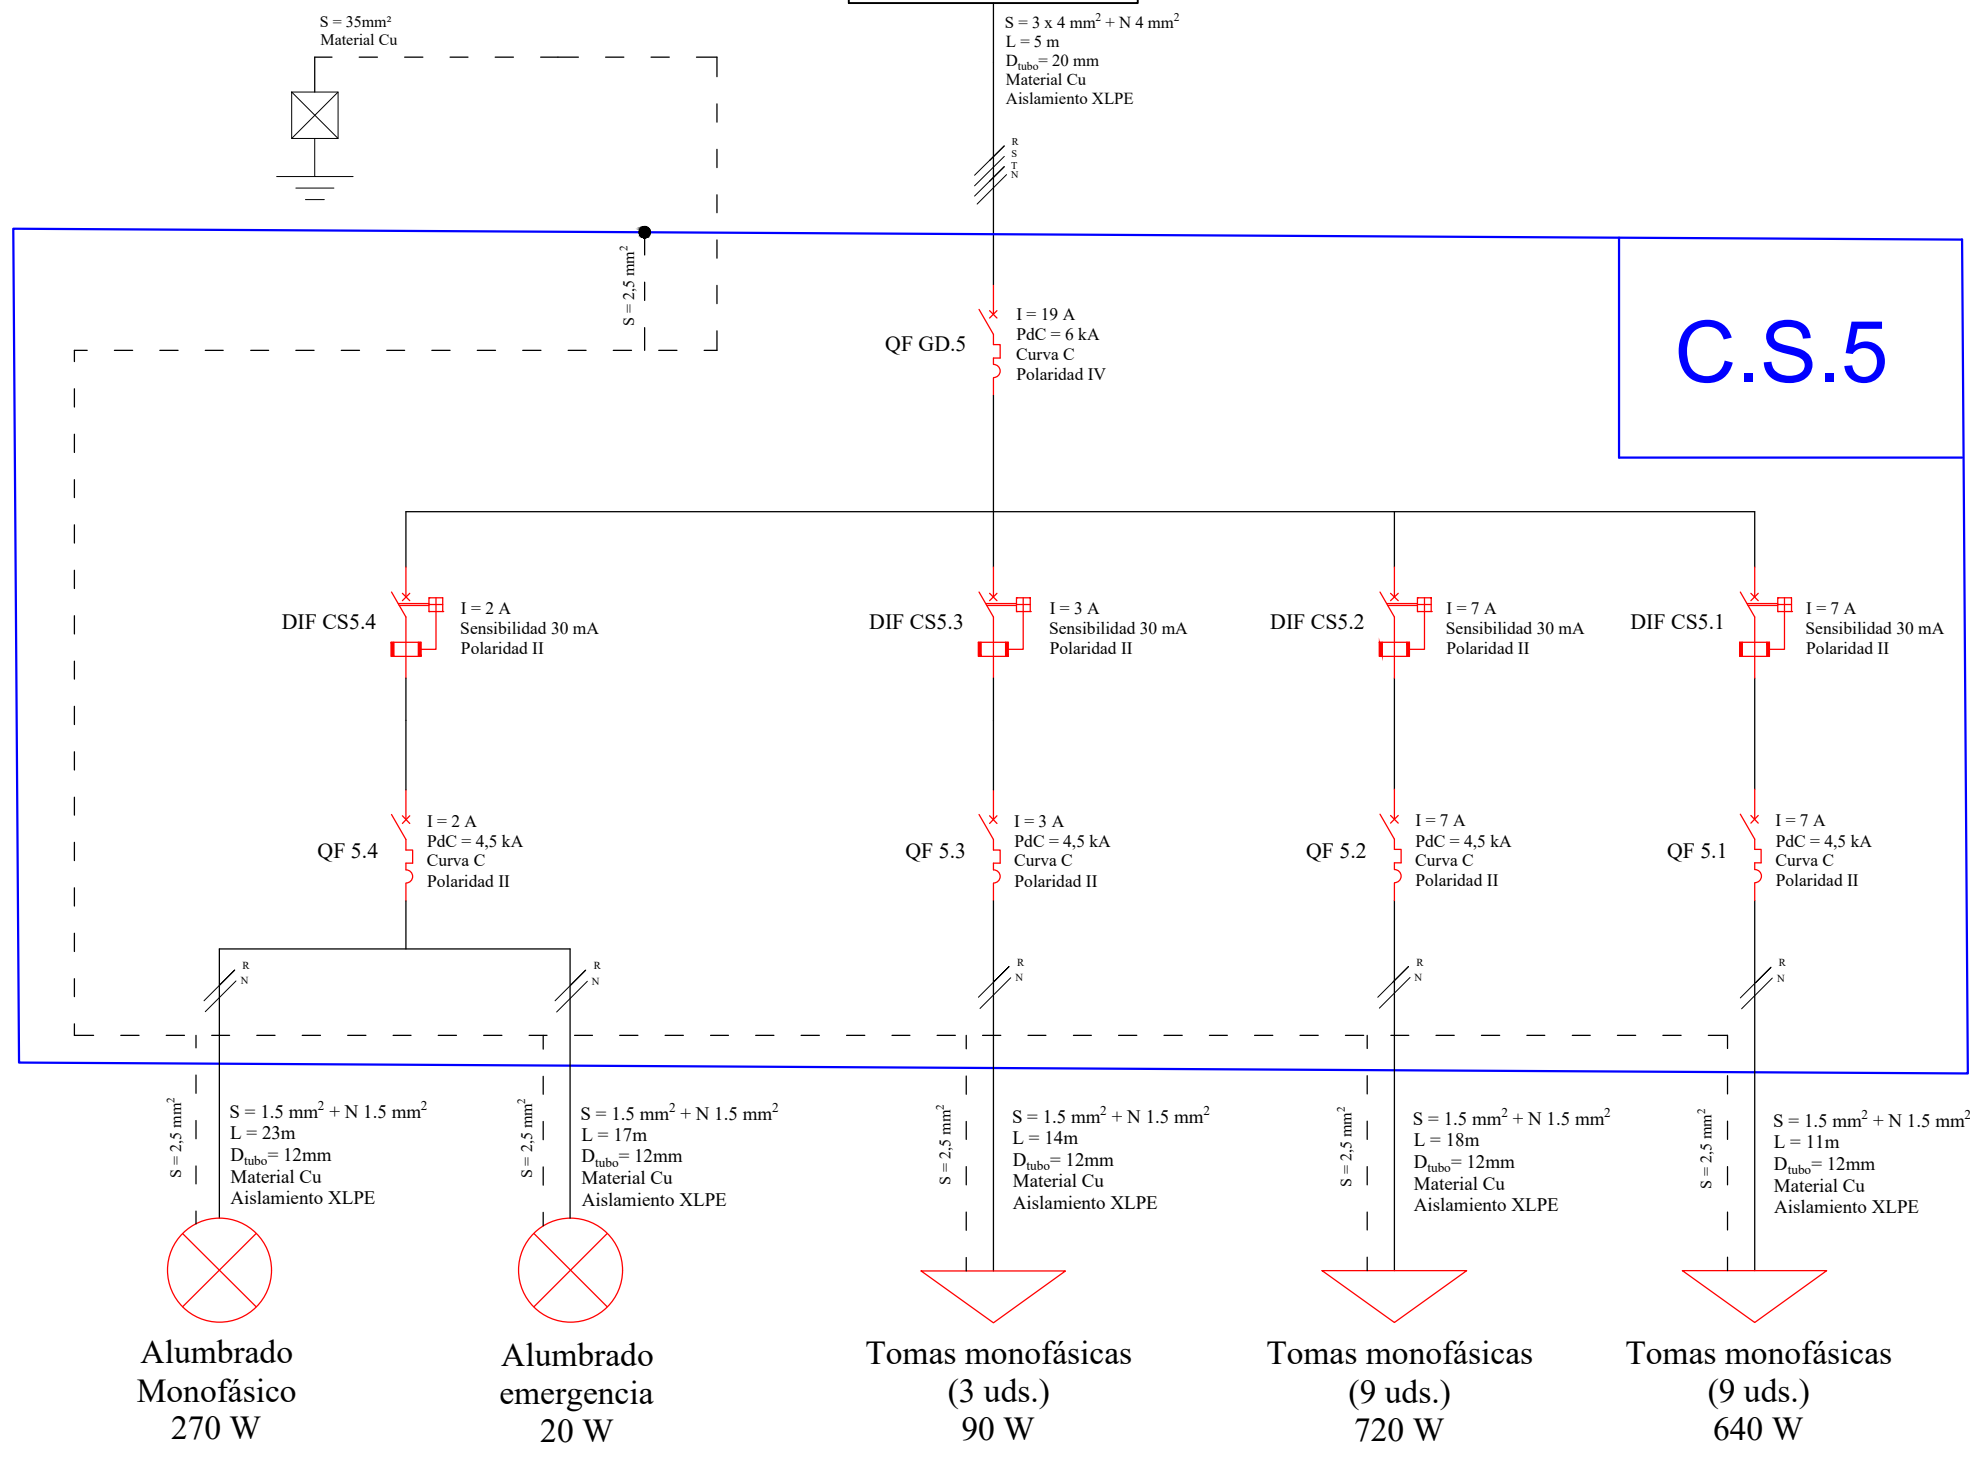 S = 35mm²
Material Cu
S = 3 x 4 mm² + N 4 mm²
L = 5 m
Dtubo= 20 mm
Material Cu
Aislamiento XLPE
R
S
T
N
S = 2,5 mm²
C.S.5
QF GD.5
I = 19 A
PdC = 6 kA
Curva C
Polaridad IV
DIF CS5.4
I = 2 A
Sensibilidad 30 mA
Polaridad II
DIF CS5.3
I = 3 A
Sensibilidad 30 mA
Polaridad II
DIF CS5.2
I = 7 A
Sensibilidad 30 mA
Polaridad II
DIF CS5.1
I = 7 A
Sensibilidad 30 mA
Polaridad II
QF 5.4
I = 2 A
PdC = 4,5 kA
Curva C
Polaridad II
QF 5.3
I = 3 A
PdC = 4,5 kA
Curva C
Polaridad II
QF 5.2
I = 7 A
PdC = 4,5 kA
Curva C
Polaridad II
QF 5.1
I = 7 A
PdC = 4,5 kA
Curva C
Polaridad II
R
N
R
N
R
N
R
N
R
N
S = 2,5 mm²
S = 1.5 mm² + N 1.5 mm²
L = 23m
Dtubo= 12mm
Material Cu
Aislamiento XLPE
S = 2,5 mm²
S = 1.5 mm² + N 1.5 mm²
L = 17m
Dtubo= 12mm
Material Cu
Aislamiento XLPE
S = 2,5 mm²
S = 1.5 mm² + N 1.5 mm²
L = 14m
Dtubo= 12mm
Material Cu
Aislamiento XLPE
S = 2,5 mm²
S = 1.5 mm² + N 1.5 mm²
L = 18m
Dtubo= 12mm
Material Cu
Aislamiento XLPE
S = 2,5 mm²
S = 1.5 mm² + N 1.5 mm²
L = 11m
Dtubo= 12mm
Material Cu
Aislamiento XLPE
Alumbrado
Monofásico
270 W
Alumbrado
emergencia
20 W
Tomas monofásicas
(3 uds.)
90 W
Tomas monofásicas
(9 uds.)
720 W
Tomas monofásicas
(9 uds.)
640 W